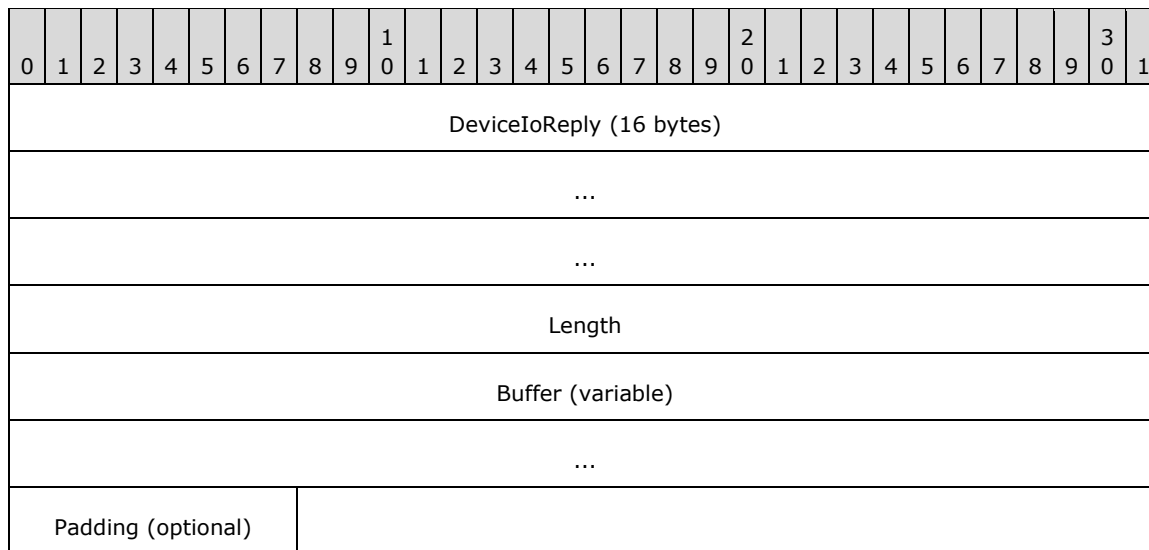 1 2 3
0 1 2 3 4 5 6 7 8 9 0 1 2 3 4 5 6 7 8 9 0 1 2 3 4 5 6 7 8 9 0 1
DeviceIoReply (16 bytes)
...
...
Length
Buffer (variable)
...
Padding (optional)